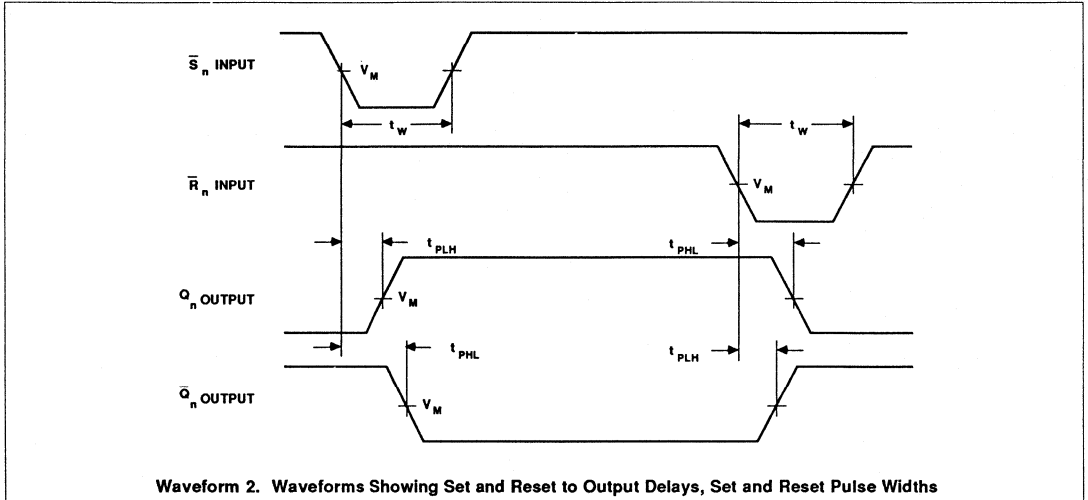 S̅n INPUT
VM
tW
tW
R̅n INPUT
VM
tPLH
tPHL
Qn OUTPUT
VM
tPHL
tPLH
Q̅n OUTPUT
VM
Waveform 2. Waveforms Showing Set and Reset to Output Delays, Set and Reset Pulse Widths